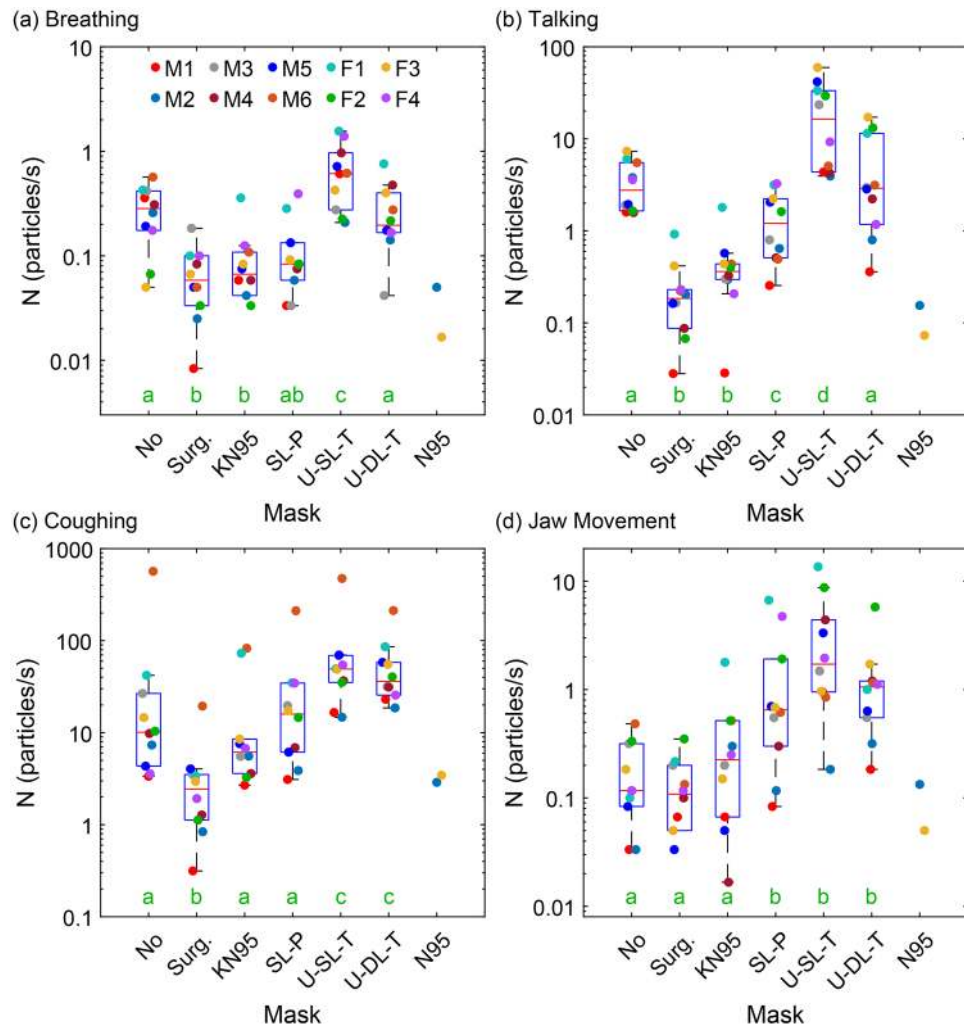 (a) Breathing
(b) Talking
10
1
0.1
0.01
N (particles/s)
M1 M3 M5 F1 F3
M2 M4 M6 F2 F4
a b b ab c a
No Surg. KN95 SL-P U-SL-T U-DL-T N95
Mask
100
10
1
0.1
0.01
N (particles/s)
a b b c d a
No Surg. KN95 SL-P U-SL-T U-DL-T N95
Mask
(c) Coughing
(d) Jaw Movement
1000
100
10
1
0.1
N (particles/s)
a b a a c c
No Surg. KN95 SL-P U-SL-T U-DL-T N95
Mask
10
1
0.1
0.01
N (particles/s)
a a a b b b
No Surg. KN95 SL-P U-SL-T U-DL-T N95
Mask